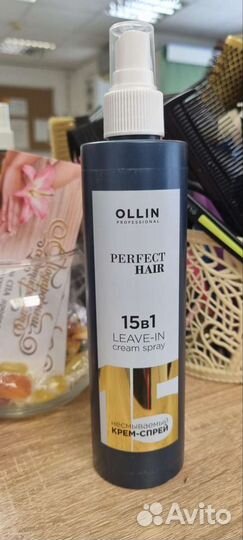 OLLIN
PROFESSIONAL
PERFECT
HAIR
15в1
LEAVE-IN
cream spray
несмываемый
КРЕМ-СПРЕЙ
Avito